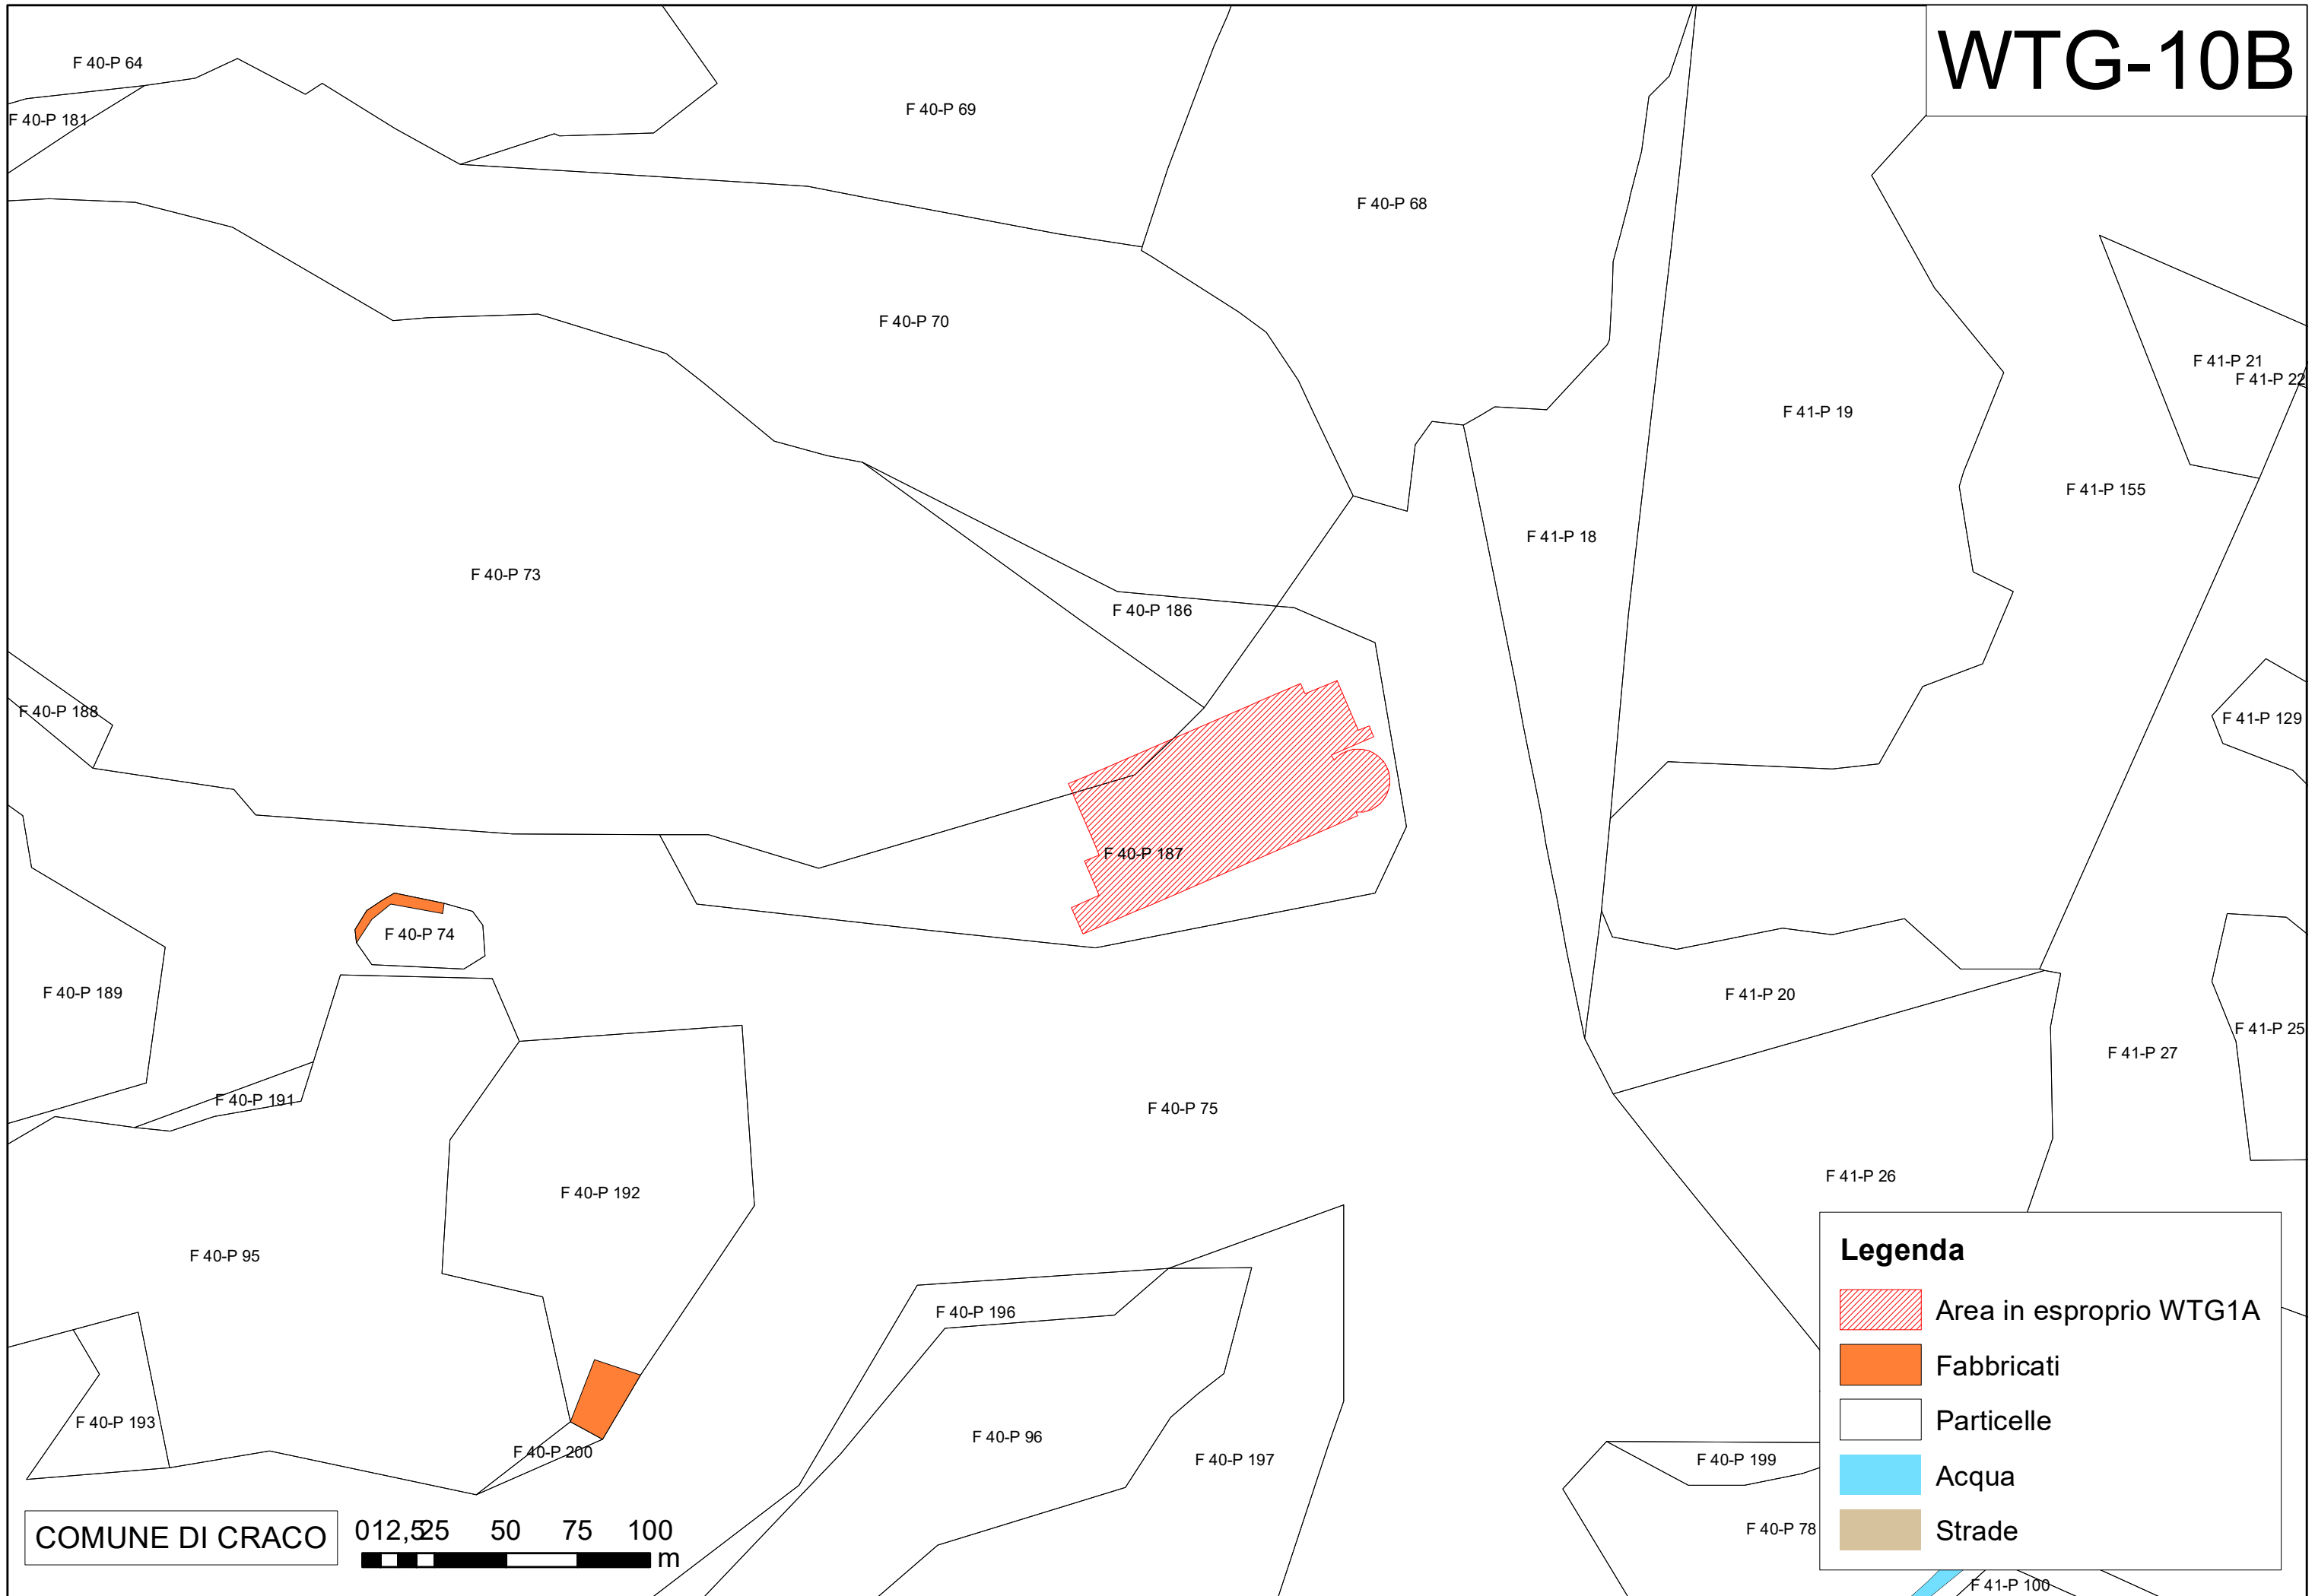 WTG-10B
F 40-P 64
F 40-P 69
F 40-P 181
F 40-P 68
F 40-P 70
F 41-P 21
F 41-P 22
F 41-P 19
F 41-P 155
F 41-P 18
F 40-P 73
F 40-P 186
F 40-P 188
F 41-P 129
F 40-P 187
F 40-P 74
F 40-P 189
F 41-P 20
F 41-P 25
F 41-P 27
F 40-P 191
F 40-P 75
F 41-P 26
F 40-P 192
F 40-P 95
F 40-P 196
F 40-P 193
F 40-P 96
F 40-P 200
F 40-P 197
F 40-P 199
F 40-P 78
F 41-P 100
Legenda
Area in esproprio WTG1A
Fabbricati
Particelle
Acqua
Strade
COMUNE DI CRACO
0 12,5 25 50 75 100
m